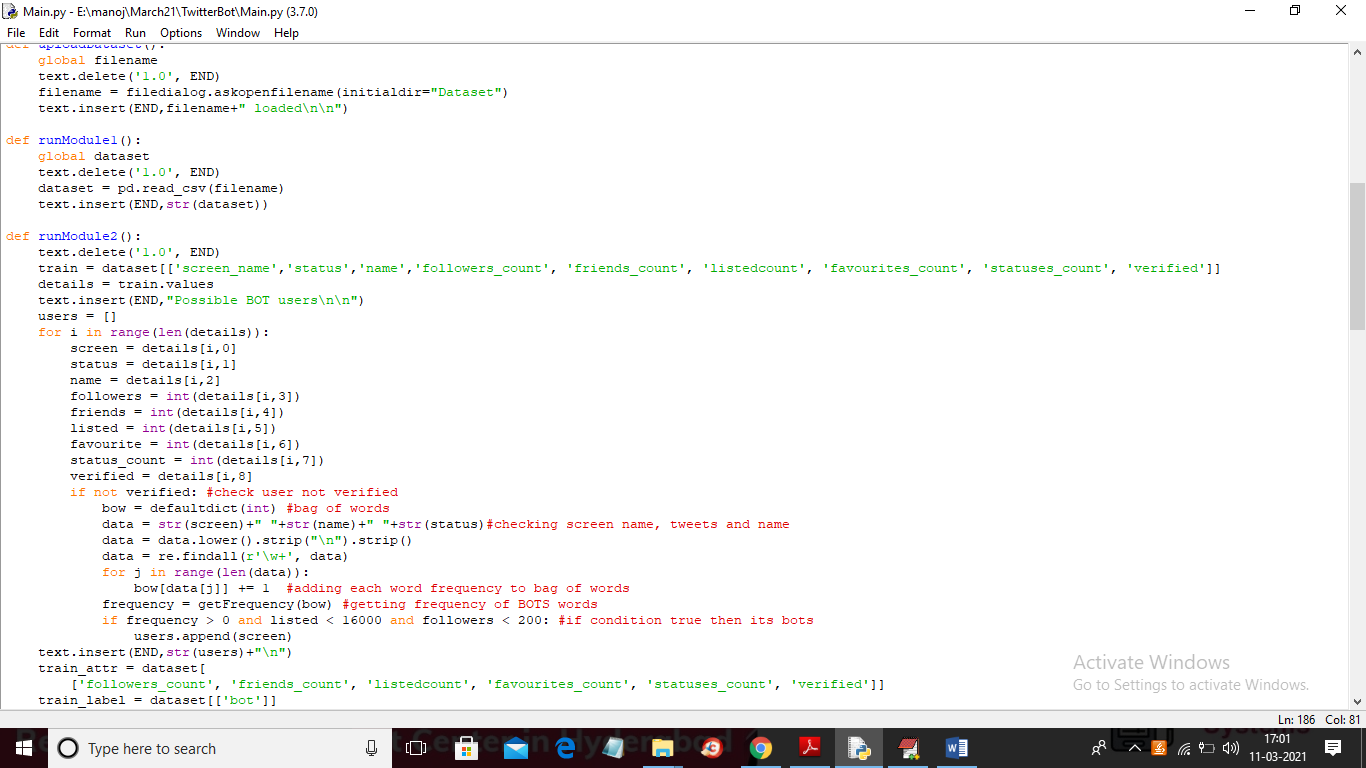 Main.py - E:\manoj\March21\TwitterBot\Main.py (3.7.0)
File Edit Format Run Options Window Help
def uploadDataset():
    global filename
    text.delete('1.0', END)
    filename = filedialog.askopenfilename(initialdir="Dataset")
    text.insert(END,filename+" loaded\n\n")
def runModule1():
    global dataset
    text.delete('1.0', END)
    dataset = pd.read_csv(filename)
    text.insert(END,str(dataset))
def runModule2():
    text.delete('1.0', END)
    train = dataset[['screen_name','status','name','followers_count', 'friends_count', 'listedcount', 'favourites_count', 'statuses_count', 'verified']]
    details = train.values
    text.insert(END,"Possible BOT users\n\n")
    users = []
    for i in range(len(details)):
        screen = details[i,0]
        status = details[i,1]
        name = details[i,2]
        followers = int(details[i,3])
        friends = int(details[i,4])
        listed = int(details[i,5])
        favourite = int(details[i,6])
        status_count = int(details[i,7])
        verified = details[i,8]
        if not verified: #check user not verified
            bow = defaultdict(int) #bag of words
            data = str(screen)+" "+str(name)+" "+str(status)#checking screen name, tweets and name
            data = data.lower().strip("\n").strip()
            data = re.findall(r'\w+', data)
            for j in range(len(data)):
                bow[data[j]] += 1  #adding each word frequency to bag of words
            frequency = getFrequency(bow) #getting frequency of BOTS words
            if frequency > 0 and listed < 16000 and followers < 200: #if condition true then its bots
                users.append(screen)
    text.insert(END,str(users)+"\n")
    train_attr = dataset[
        ['followers_count', 'friends_count', 'listedcount', 'favourites_count', 'statuses_count', 'verified']]
    train_label = dataset[['bot']]
Activate Windows
Go to Settings to activate Windows.
Ln: 186 Col: 81
Type here to search
17:01
11-03-2021